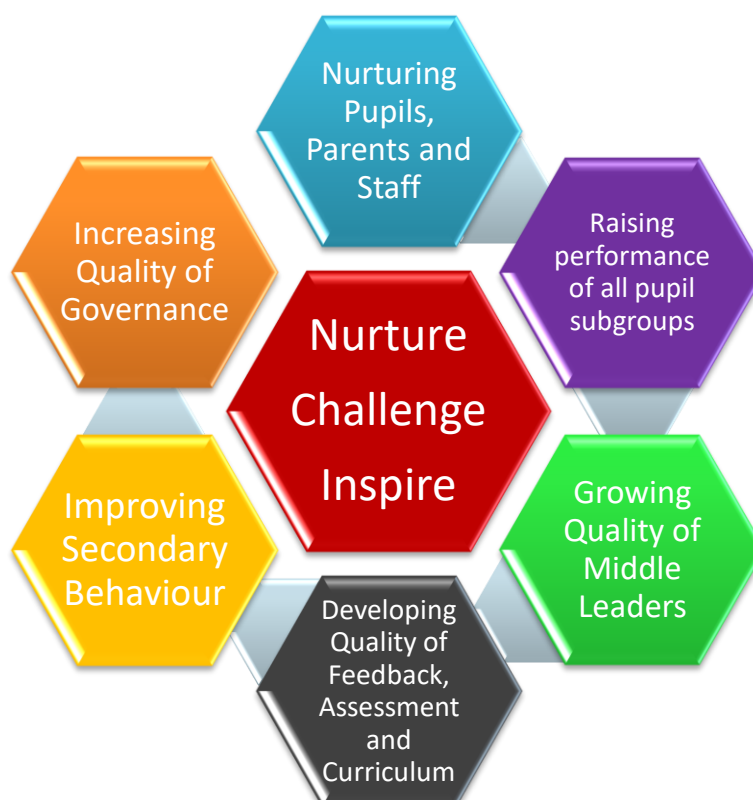 Nurturing
Pupils,
Parents and
Staff
Raising
performance
of all pupil
subgroups
Increasing
Quality of
Governance
Nurture
Challenge
Inspire
Growing
Quality of
Middle
Leaders
Improving
Secondary
Behaviour
Developing
Quality of
Feedback,
Assessment
and
Curriculum